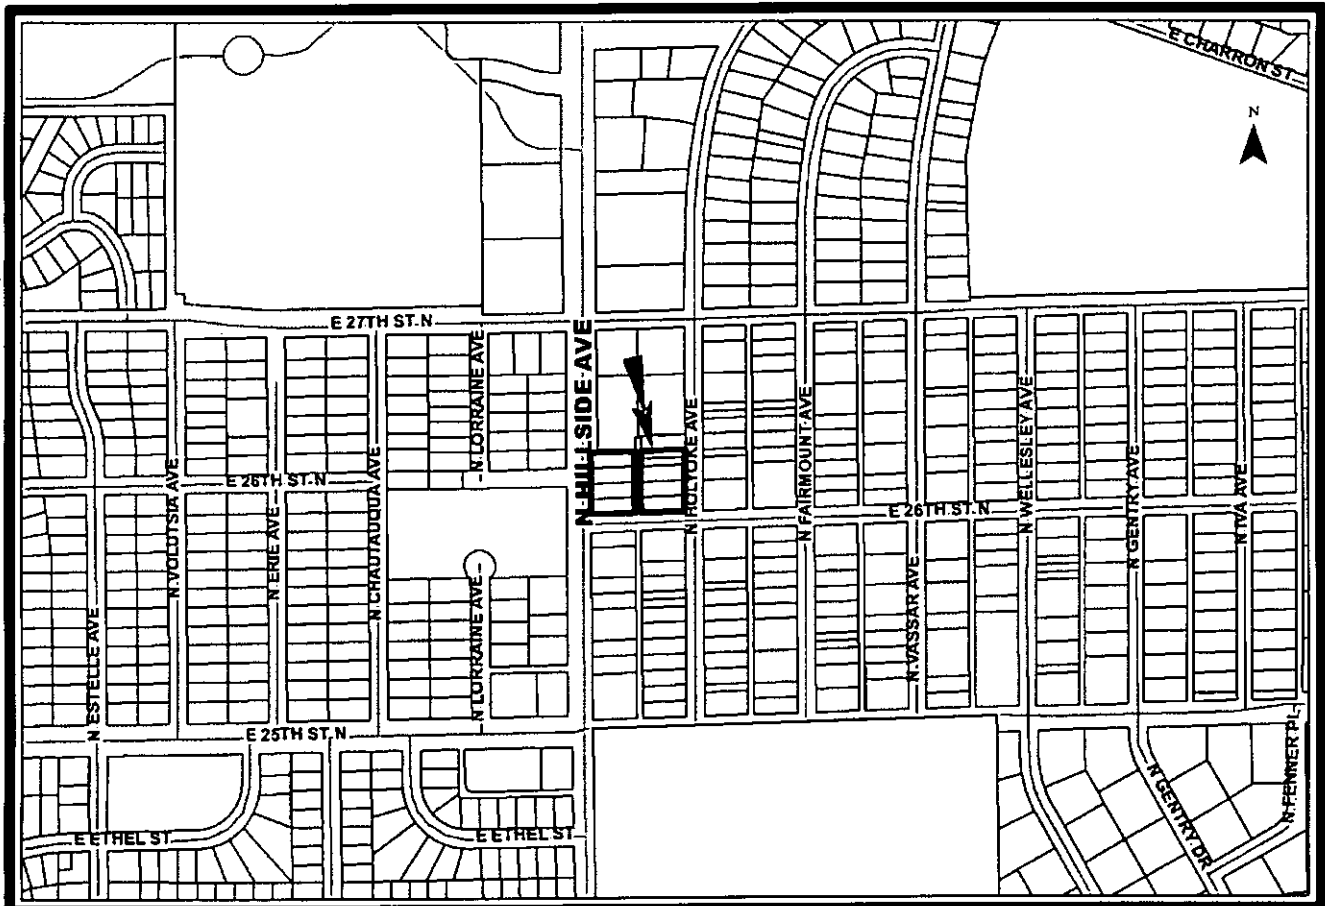 E CHARRON ST
N
E 27TH ST N
N HILLSIDE AVE
N LORRAINE AVE
N HOLYOKE AVE
N FAIRMOUNT AVE
N WELLESLEY AVE
N GENTRY AVE
N IVA AVE
N VOLUTSIA AVE
E 26TH ST N
N ERIE AVE
N CHAUTAUQUA AVE
E 26TH ST N
N ESTELLE AVE
N LORRAINE AVE
N VASSAR AVE
E 25TH ST N
N GENTRY DR
N FENNER PL
E ETHEL ST
E ETHEL ST